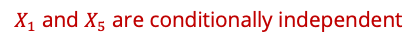 X₁ and X₅ are conditionally independent